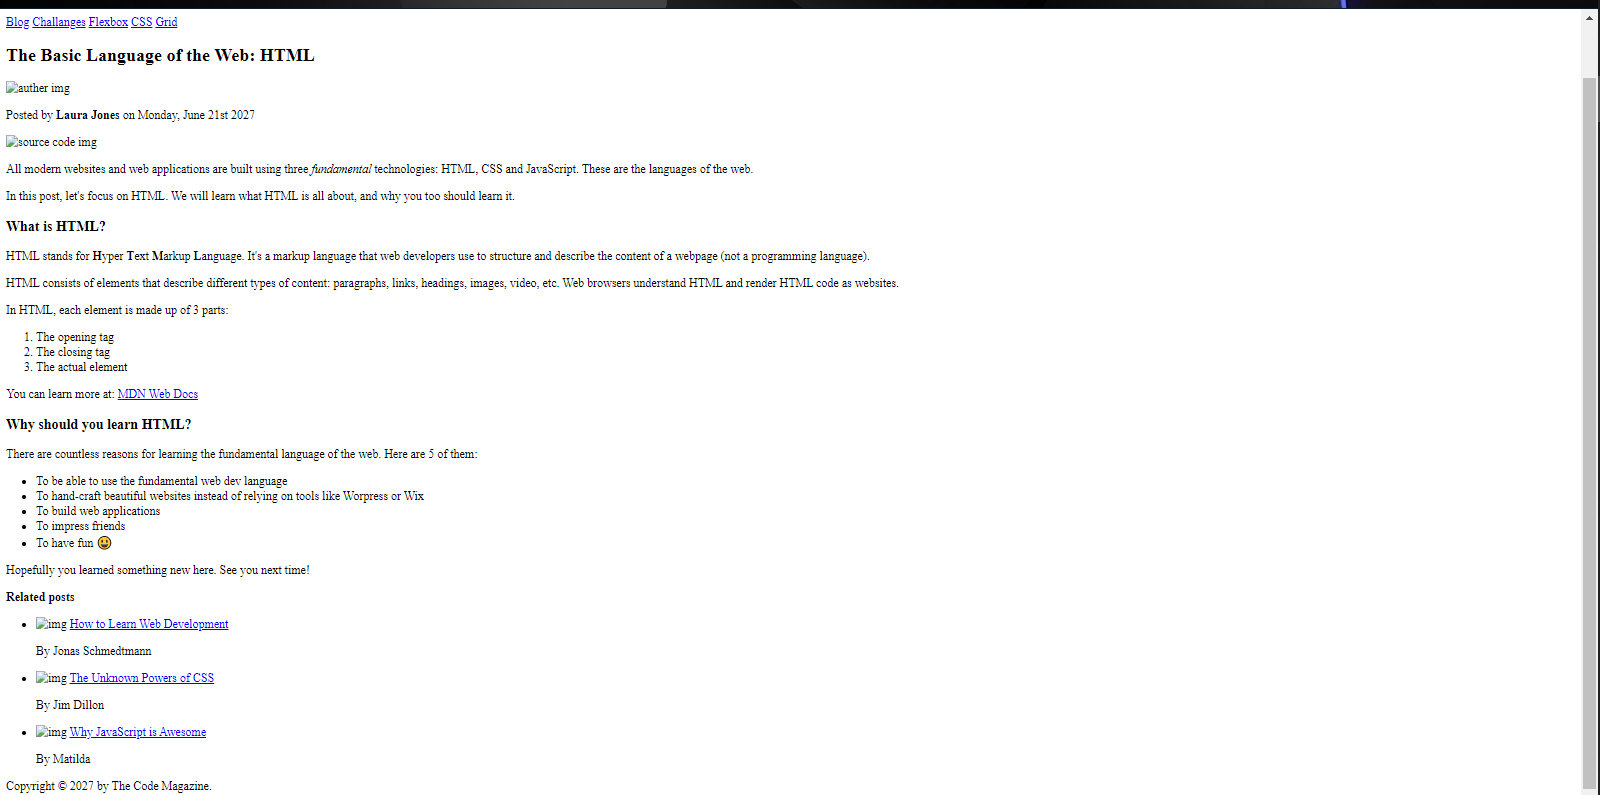 Blog Challanges Flexbox CSS Grid
The Basic Language of the Web: HTML
auther img
Posted by Laura Jones on Monday, June 21st 2027
source code img
All modern websites and web applications are built using three fundamental technologies: HTML, CSS and JavaScript. These are the languages of the web.
In this post, let's focus on HTML. We will learn what HTML is all about, and why you too should learn it.
What is HTML?
HTML stands for Hyper Text Markup Language. It's a markup language that web developers use to structure and describe the content of a webpage (not a programming language).
HTML consists of elements that describe different types of content: paragraphs, links, headings, images, video, etc. Web browsers understand HTML and render HTML code as websites.
In HTML, each element is made up of 3 parts:
1. The opening tag
2. The closing tag
3. The actual element
You can learn more at: MDN Web Docs
Why should you learn HTML?
There are countless reasons for learning the fundamental language of the web. Here are 5 of them:
• To be able to use the fundamental web dev language
• To hand-craft beautiful websites instead of relying on tools like Worpress or Wix
• To build web applications
• To impress friends
• To have fun 😃
Hopefully you learned something new here. See you next time!
Related posts
• img How to Learn Web Development
By Jonas Schmedtmann
• img The Unknown Powers of CSS
By Jim Dillon
• img Why JavaScript is Awesome
By Matilda
Copyright © 2027 by The Code Magazine.